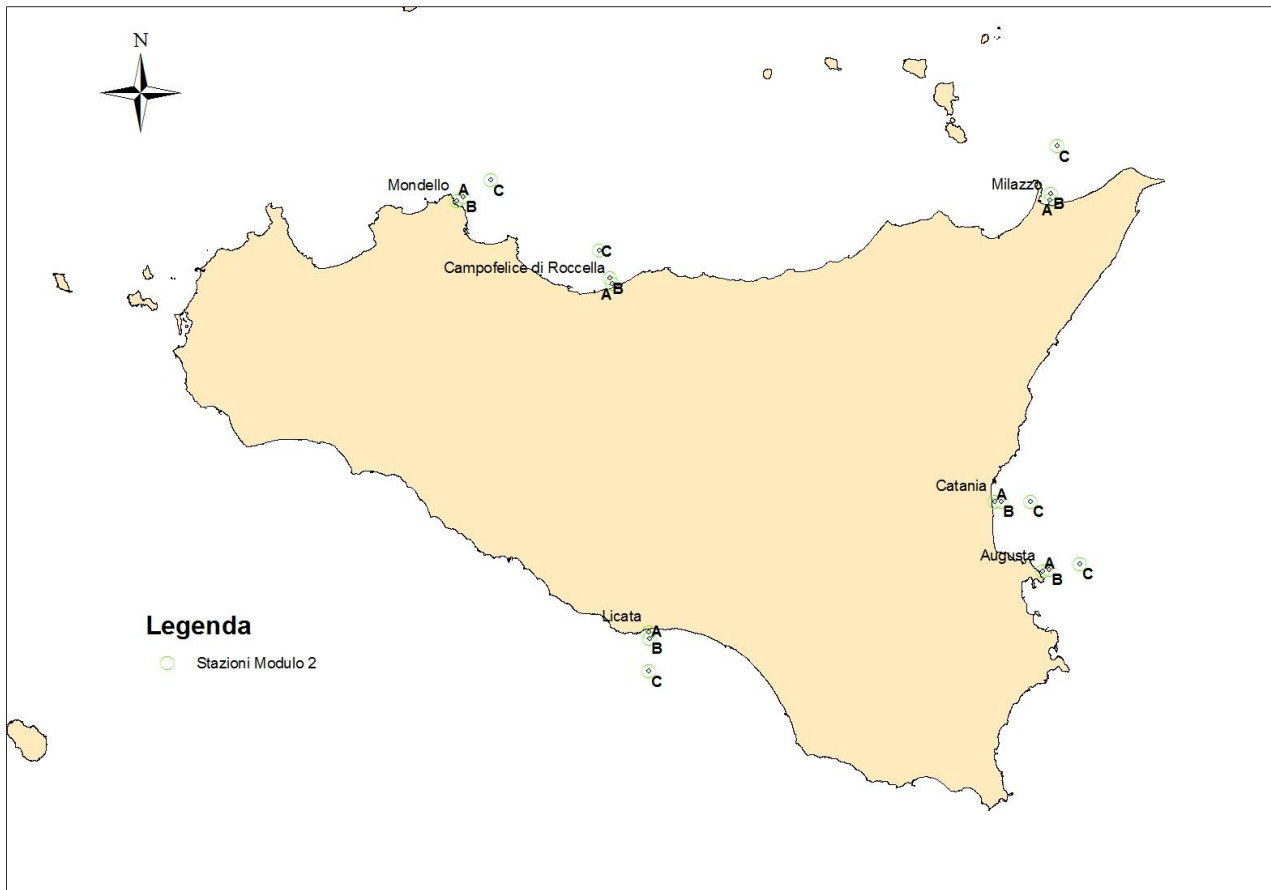 N
Mondello
A
B
C
C
Campofelice di Roccella
A
B
C
Milazzo
B
A
Catania
A
B
C
Augusta
A
B
C
Licata
A
B
C
Legenda
Stazioni Modulo 2